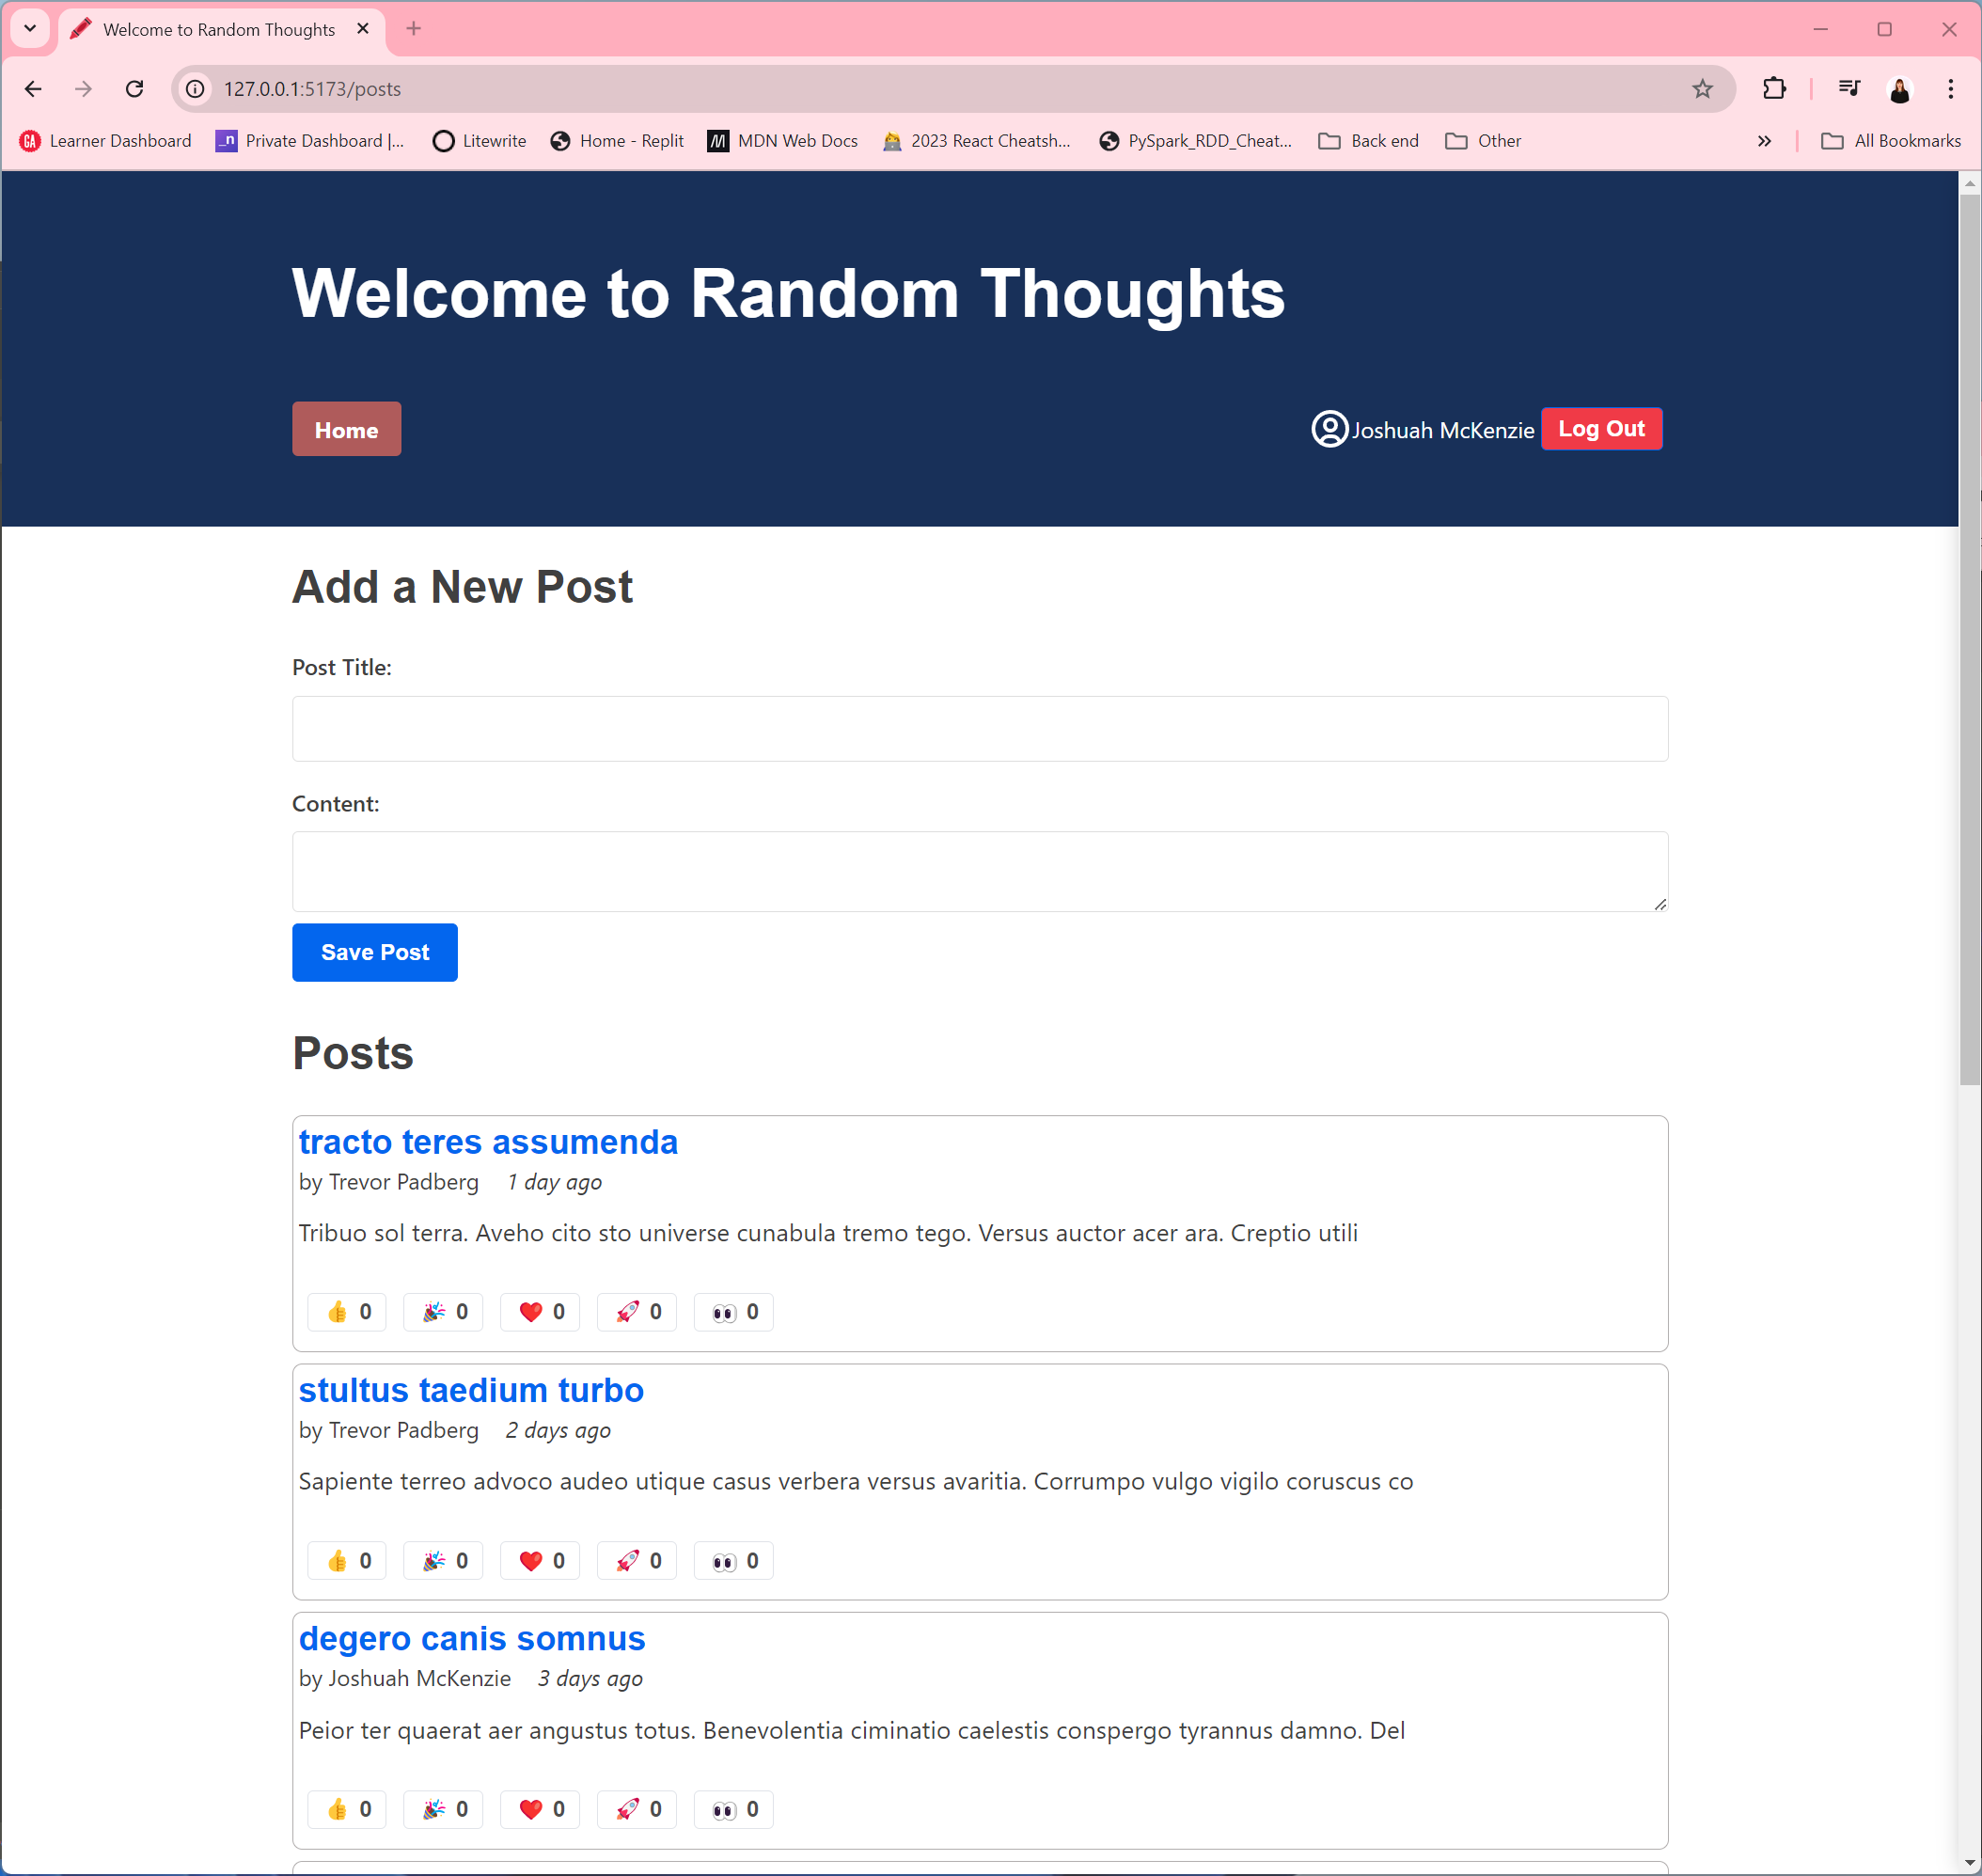 Welcome to Random Thoughts
127.0.0.1:5173/posts
GA Learner Dashboard _n Private Dashboard |... Litewrite Home - Replit M MDN Web Docs 2023 React Cheatsh... PySpark_RDD_Cheat... Back end Other » All Bookmarks
Welcome to Random Thoughts
Home Joshuah McKenzie Log Out
Add a New Post
Post Title:
Content:
Save Post
Posts
tracto teres assumenda
by Trevor Padberg 1 day ago
Tribuo sol terra. Aveho cito sto universe cunabula tremo tego. Versus auctor acer ara. Creptio utili
👍 0 🎉 0 ❤️ 0 🚀 0 👀 0
stultus taedium turbo
by Trevor Padberg 2 days ago
Sapiente terreo advoco audeo utique casus verbera versus avaritia. Corrumpo vulgo vigilo coruscus co
👍 0 🎉 0 ❤️ 0 🚀 0 👀 0
degero canis somnus
by Joshuah McKenzie 3 days ago
Peior ter quaerat aer angustus totus. Benevolentia ciminatio caelestis conspergo tyrannus damno. Del
👍 0 🎉 0 ❤️ 0 🚀 0 👀 0